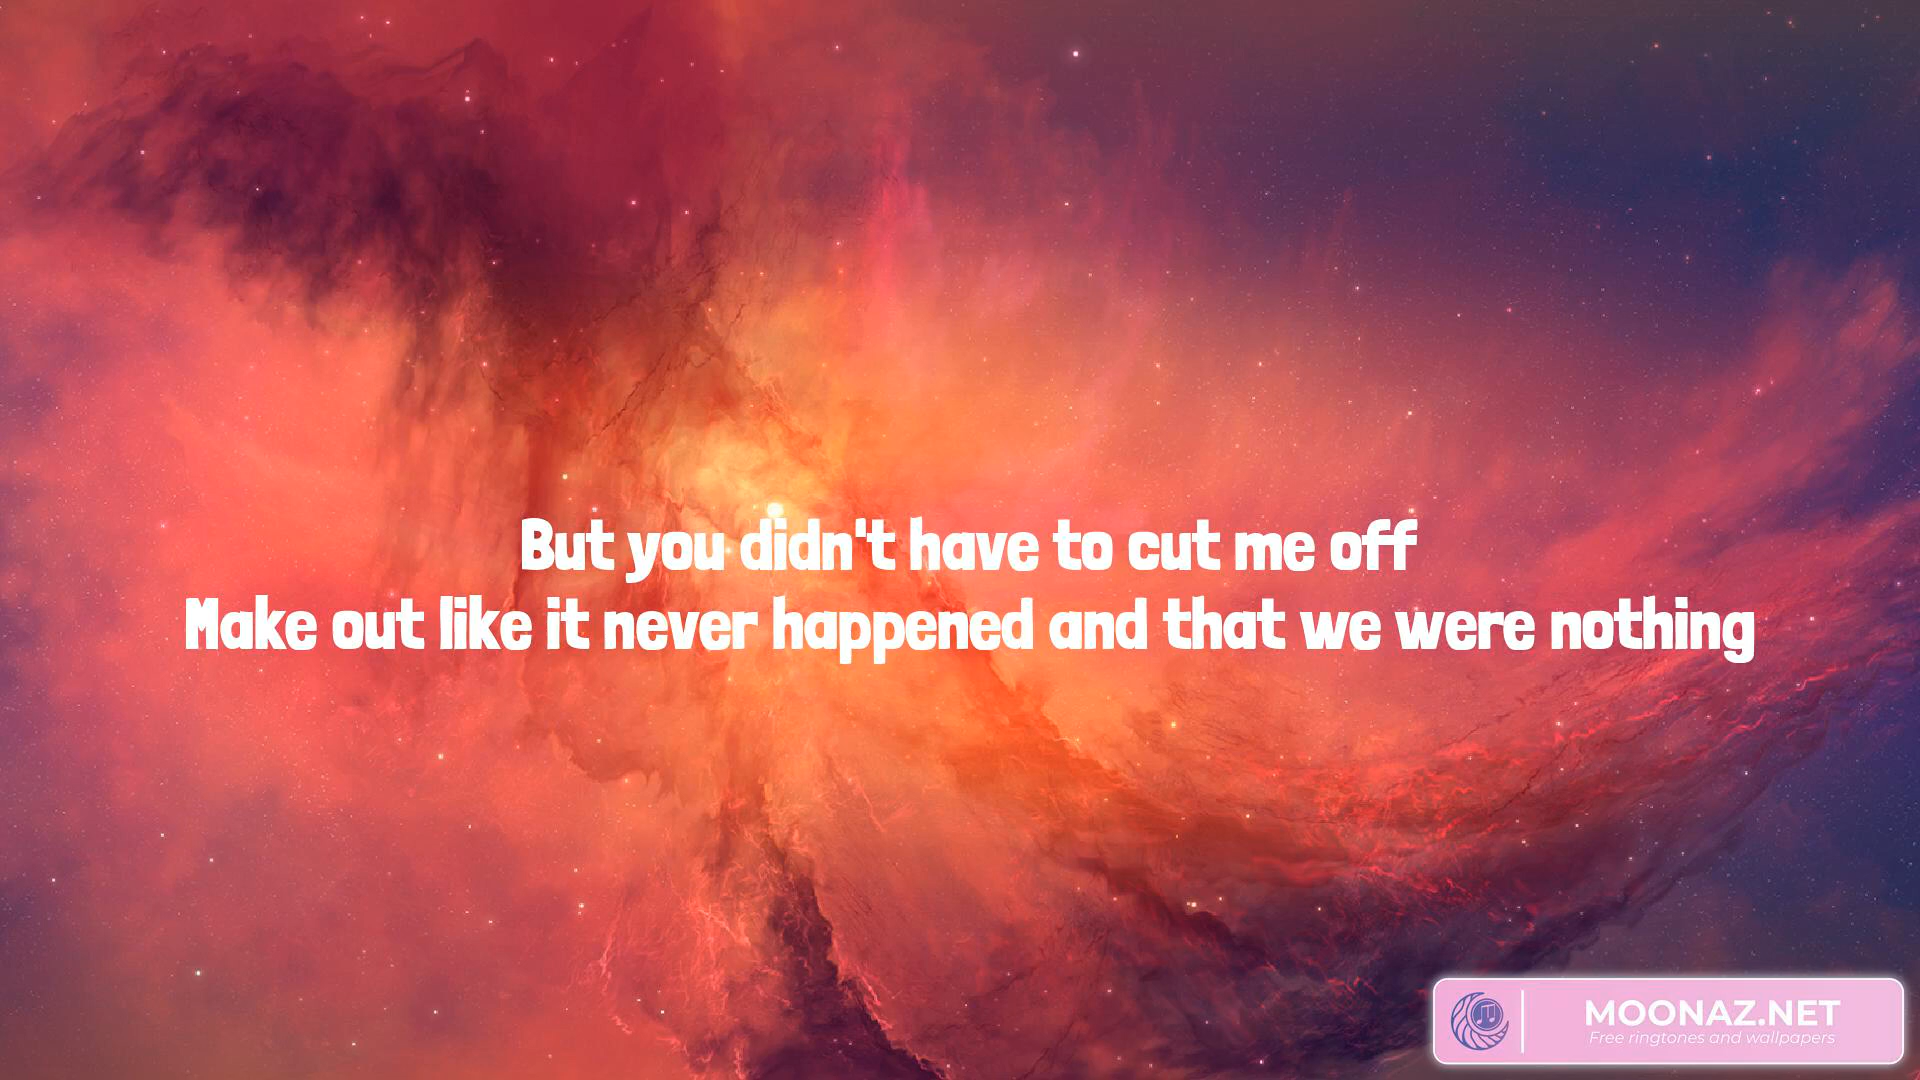 But you didn't have to cut me off
Make out like it never happened and that we were nothing
MOONAZ.NET
Free ringtones and wallpapers